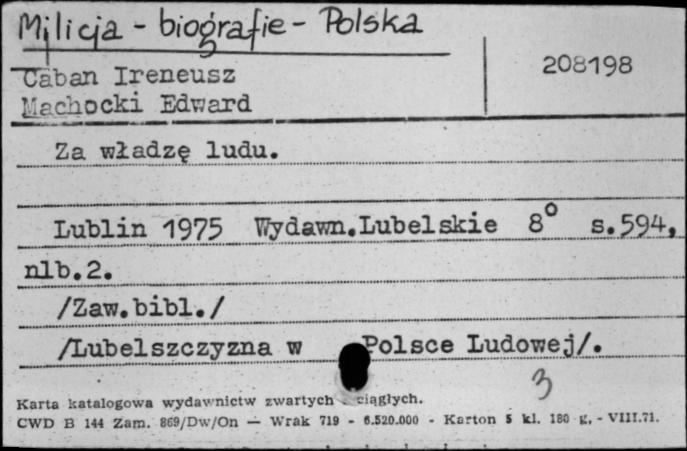 Milicja - biografie - Polska
Caban Ireneusz
208198
Machocki Edward
Za władzę ludu.
Lublin 1975 Wydawn.Lubelskie 8° s.594,
nlb.2.
/Zaw.bibl./
/Lubelszczyzna w Polsce Ludowej/.
3
Karta katalogowa wydawnictw zwartych ciągłych.
CWD B 144 Zam. 869/Dw/On — Wrak 719 - 6.520.000 - Karton 5 kl. 180 g, - VIII.71.